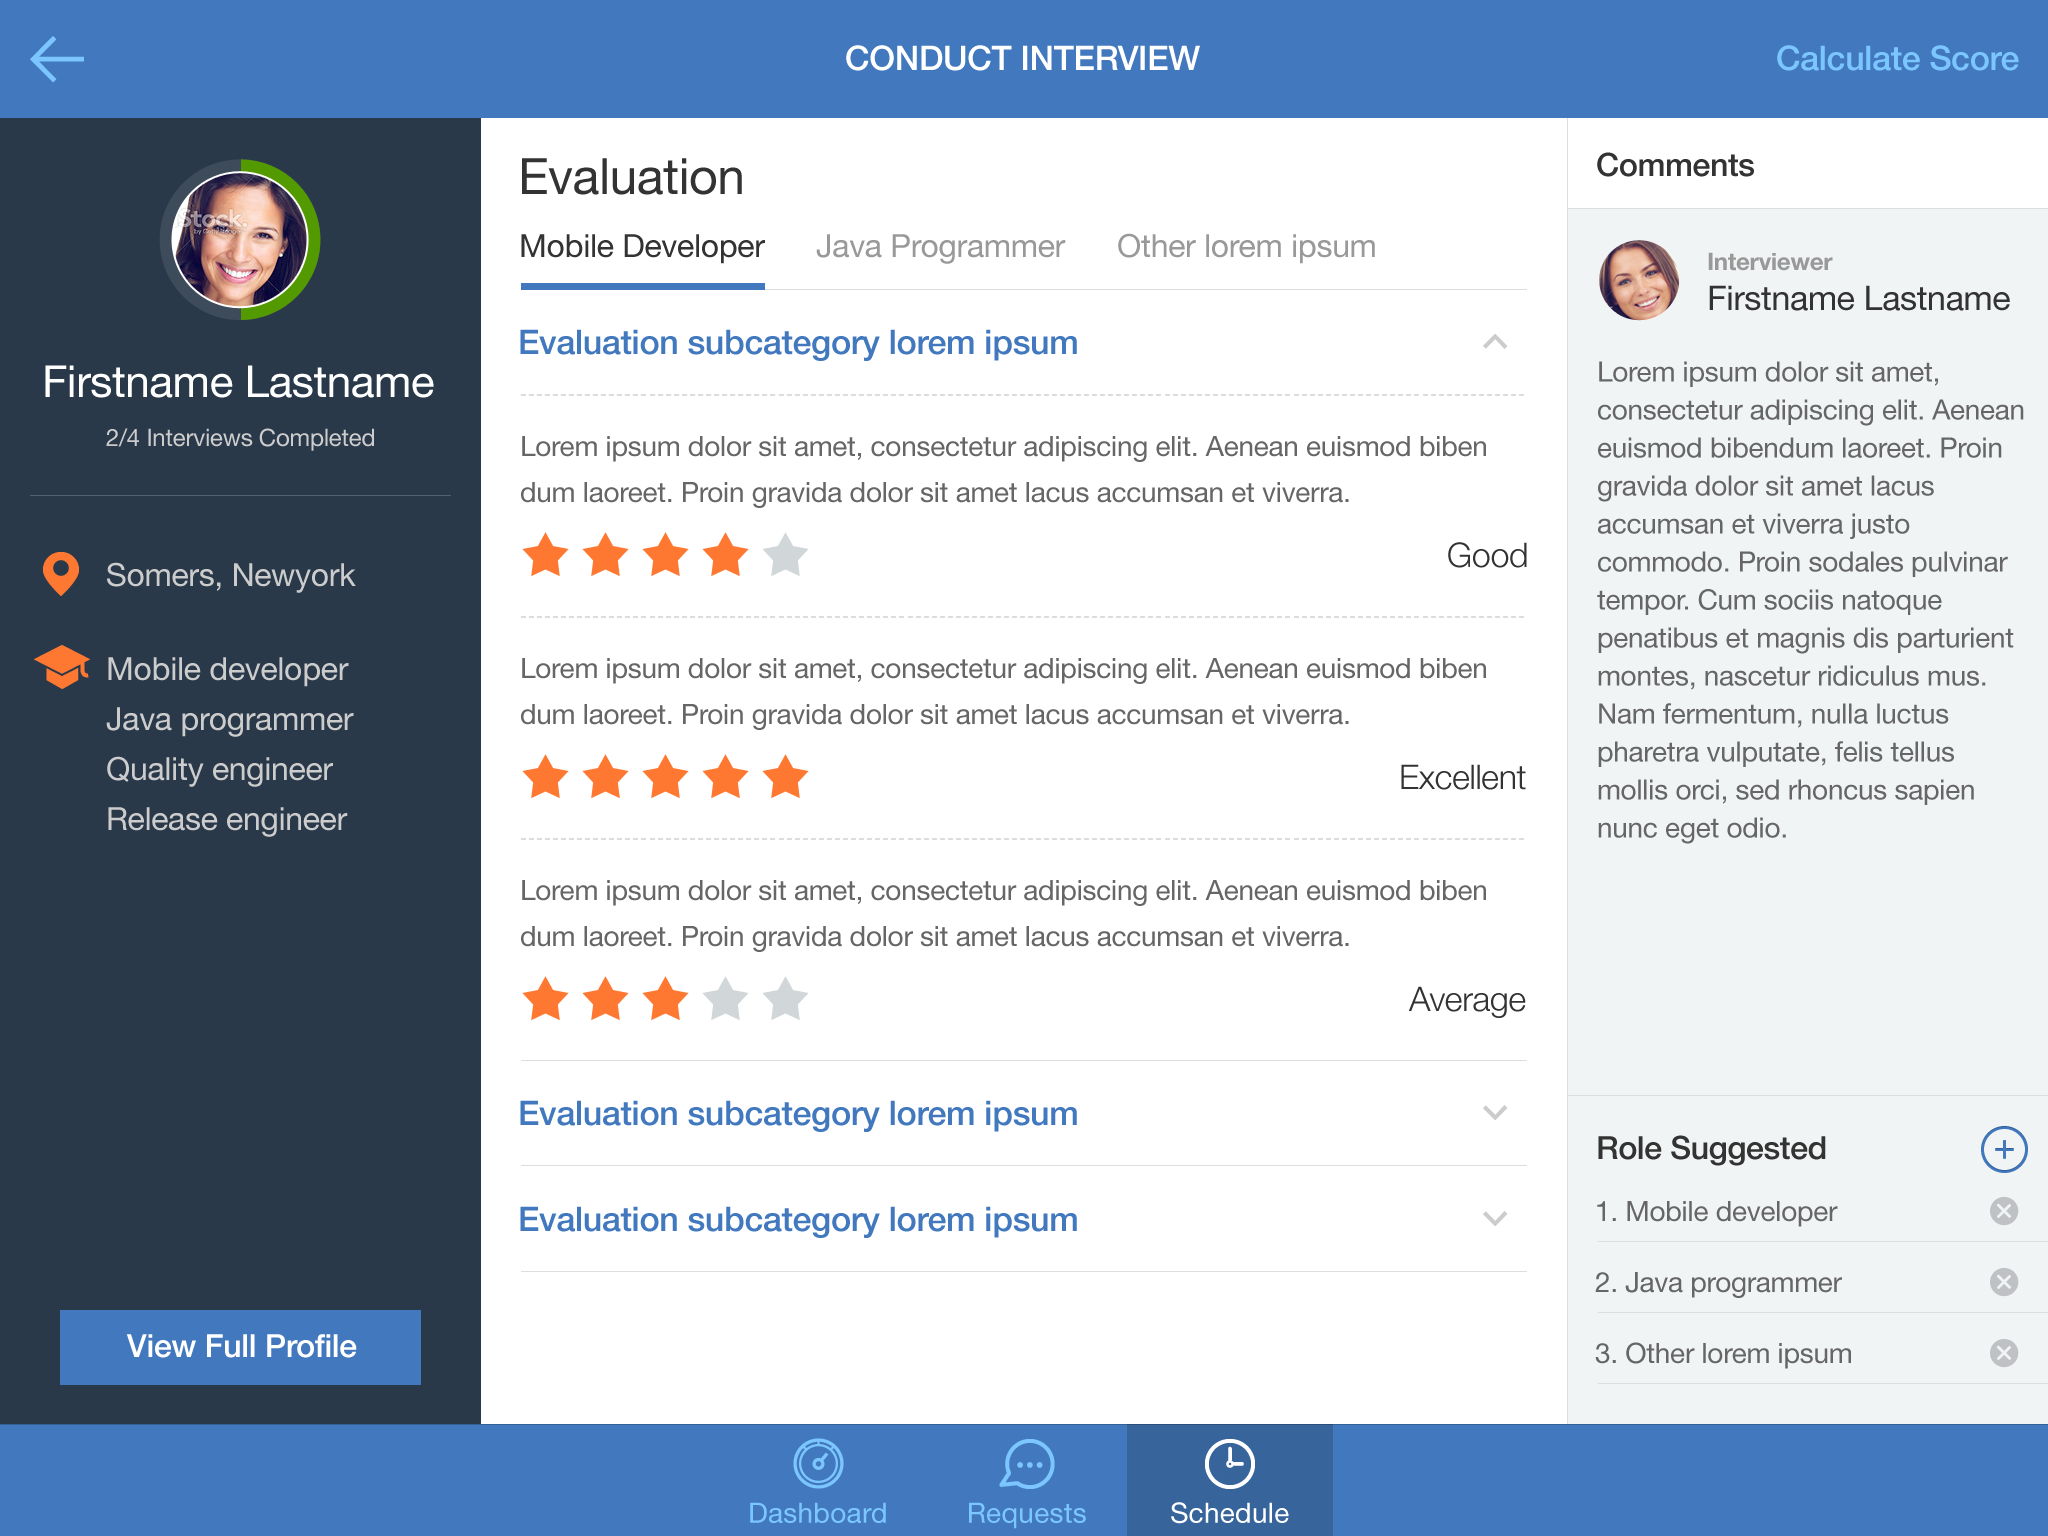 CONDUCT INTERVIEW
Calculate Score
iStock.
Firstname Lastname
2/4 Interviews Completed
Somers, Newyork
Mobile developer
Java programmer
Quality engineer
Release engineer
View Full Profile
Evaluation
Mobile Developer
Java Programmer
Other lorem ipsum
Evaluation subcategory lorem ipsum
Lorem ipsum dolor sit amet, consectetur adipiscing elit. Aenean euismod biben
dum laoreet. Proin gravida dolor sit amet lacus accumsan et viverra.
Good
Lorem ipsum dolor sit amet, consectetur adipiscing elit. Aenean euismod biben
dum laoreet. Proin gravida dolor sit amet lacus accumsan et viverra.
Excellent
Lorem ipsum dolor sit amet, consectetur adipiscing elit. Aenean euismod biben
dum laoreet. Proin gravida dolor sit amet lacus accumsan et viverra.
Average
Evaluation subcategory lorem ipsum
Evaluation subcategory lorem ipsum
Comments
Interviewer
Firstname Lastname
Lorem ipsum dolor sit amet,
consectetur adipiscing elit. Aenean
euismod bibendum laoreet. Proin
gravida dolor sit amet lacus
accumsan et viverra justo
commodo. Proin sodales pulvinar
tempor. Cum sociis natoque
penatibus et magnis dis parturient
montes, nascetur ridiculus mus.
Nam fermentum, nulla luctus
pharetra vulputate, felis tellus
mollis orci, sed rhoncus sapien
nunc eget odio.
Role Suggested
1. Mobile developer
2. Java programmer
3. Other lorem ipsum
Dashboard
Requests
Schedule